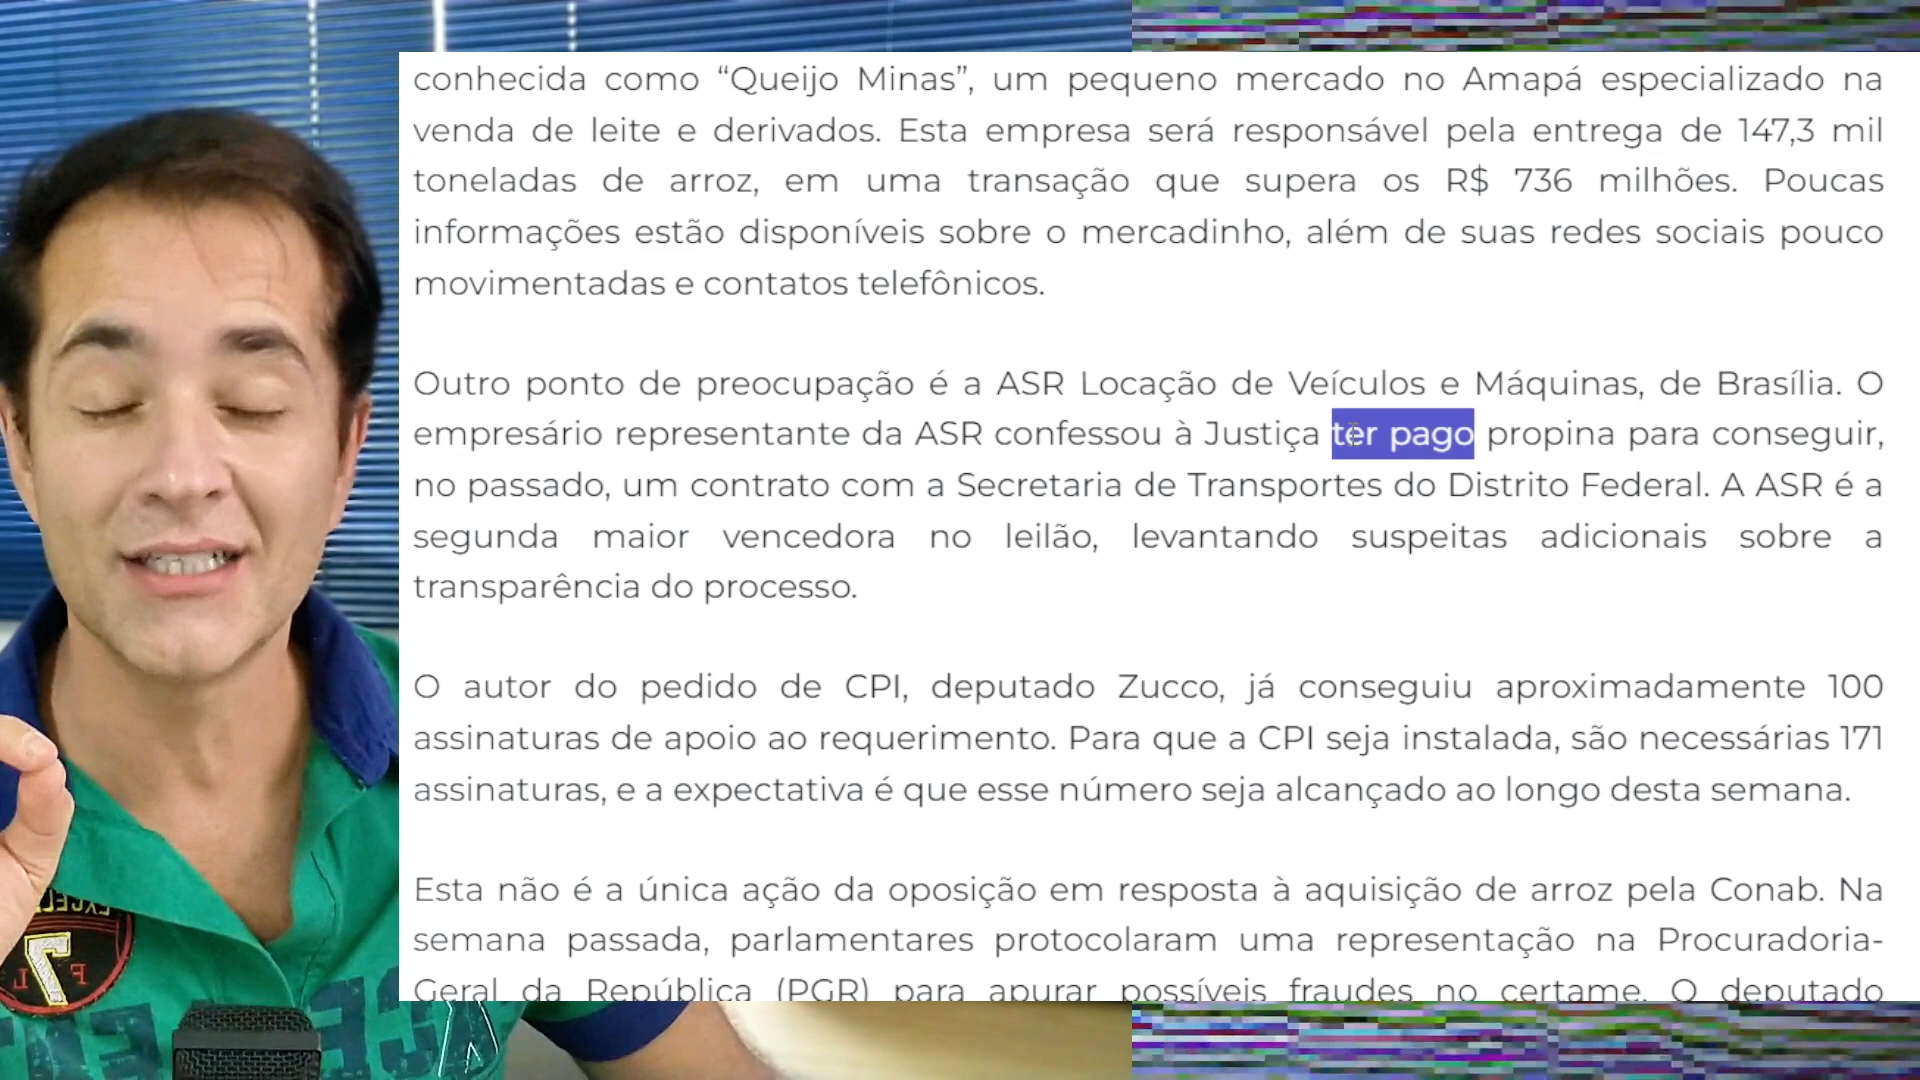 conhecida como “Queijo Minas”, um pequeno mercado no Amapá especializado na
venda de leite e derivados. Esta empresa será responsável pela entrega de 147,3 mil
toneladas de arroz, em uma transação que supera os R$ 736 milhões. Poucas
informações estão disponíveis sobre o mercadinho, além de suas redes sociais pouco
movimentadas e contatos telefônicos.
Outro ponto de preocupação é a ASR Locação de Veículos e Máquinas, de Brasília. O
empresário representante da ASR confessou à Justiça ter pago propina para conseguir,
no passado, um contrato com a Secretaria de Transportes do Distrito Federal. A ASR é a
segunda maior vencedora no leilão, levantando suspeitas adicionais sobre a
transparência do processo.
O autor do pedido de CPI, deputado Zucco, já conseguiu aproximadamente 100
assinaturas de apoio ao requerimento. Para que a CPI seja instalada, são necessárias 171
assinaturas, e a expectativa é que esse número seja alcançado ao longo desta semana.
Esta não é a única ação da oposição em resposta à aquisição de arroz pela Conab. Na
semana passada, parlamentares protocolaram uma representação na Procuradoria-
Geral da República (PGR) para apurar possíveis fraudes no certame. O deputado
7